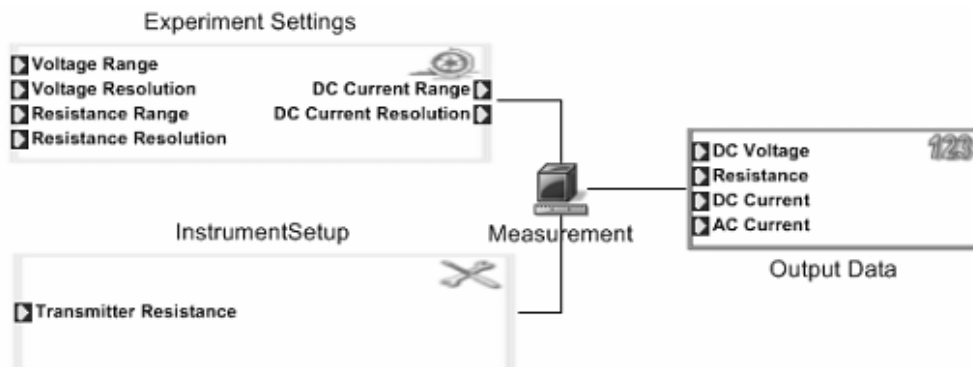 Experiment Settings
Voltage Range
Voltage Resolution
DC Current Range
Resistance Range
DC Current Resolution
Resistance Resolution
123
DC Voltage
Resistance
DC Current
AC Current
Output Data
Measurement
InstrumentSetup
Transmitter Resistance